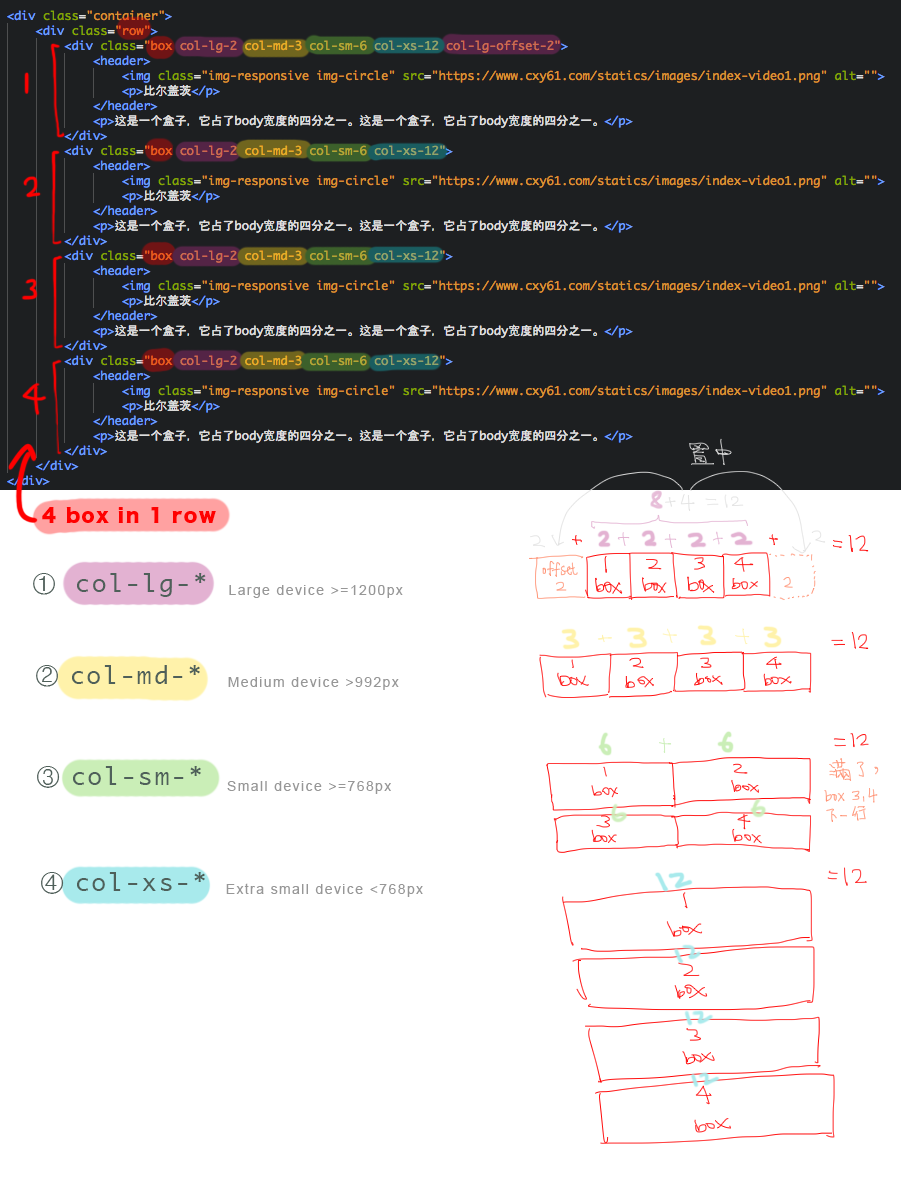 <div class="container">
<div class="row">
<div class="box col-lg-2 col-md-3 col-sm-6 col-xs-12 col-lg-offset-2">
<header>
1
<img class="img-responsive img-circle" src="https://www.cxy61.com/statics/images/index-video1.png" alt="">
<p>比尔盖茨</p>
</header>
<p>这是一个盒子，它占了body宽度的四分之一。这是一个盒子，它占了body宽度的四分之一。</p>
</div>
<div class="box col-lg-2 col-md-3 col-sm-6 col-xs-12">
<header>
2
<img class="img-responsive img-circle" src="https://www.cxy61.com/statics/images/index-video1.png" alt="">
<p>比尔盖茨</p>
</header>
<p>这是一个盒子，它占了body宽度的四分之一。这是一个盒子，它占了body宽度的四分之一。</p>
</div>
<div class="box col-lg-2 col-md-3 col-sm-6 col-xs-12">
<header>
3
<img class="img-responsive img-circle" src="https://www.cxy61.com/statics/images/index-video1.png" alt="">
<p>比尔盖茨</p>
</header>
<p>这是一个盒子，它占了body宽度的四分之一。这是一个盒子，它占了body宽度的四分之一。</p>
</div>
<div class="box col-lg-2 col-md-3 col-sm-6 col-xs-12">
<header>
4
<img class="img-responsive img-circle" src="https://www.cxy61.com/statics/images/index-video1.png" alt="">
<p>比尔盖茨</p>
</header>
<p>这是一个盒子，它占了body宽度的四分之一。这是一个盒子，它占了body宽度的四分之一。</p>
</div>
</div>
</div>
置中
4 box in 1 row
8+4=12
2 + 2 + 2 + 2 + 2 + 2 =12
offset 2
1 box
2 box
3 box
4 box
2
① col-lg-* Large device >=1200px
3 + 3 + 3 + 3 =12
1 box
2 box
3 box
4 box
② col-md-* Medium device >992px
6 + 6 =12
1 box
2 box
满了，
box 3,4
下一行
6 6
3 box
4 box
③ col-sm-* Small device >=768px
④ col-xs-* Extra small device <768px
12 =12
1
box
12
2
box
12
3
box
12
4
box